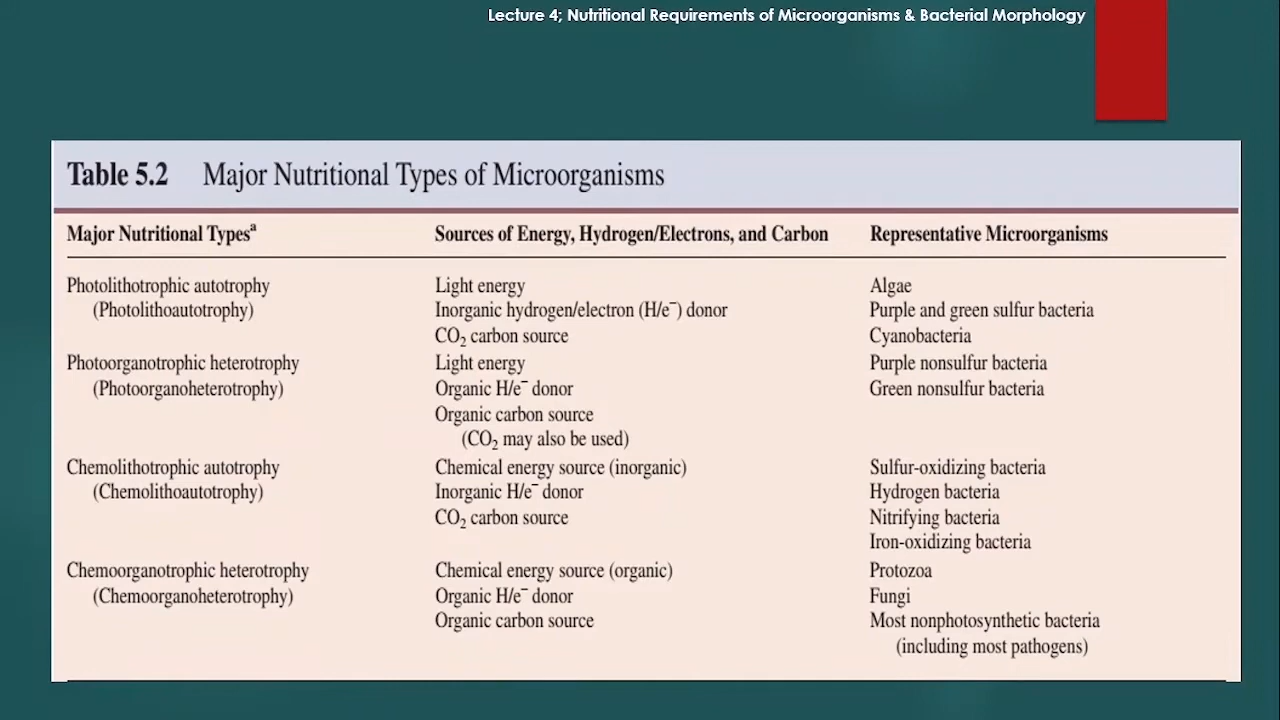 Lecture 4; Nutritional Requirements of Microorganisms & Bacterial Morphology
Table 5.2 Major Nutritional Types of Microorganisms
Major Nutritional Typesᵃ Sources of Energy, Hydrogen/Electrons, and Carbon Representative Microorganisms
Photolithotrophic autotrophy Light energy Algae
(Photolithoautotrophy) Inorganic hydrogen/electron (H/e⁻) donor Purple and green sulfur bacteria
CO₂ carbon source Cyanobacteria
Photoorganotrophic heterotrophy Light energy Purple nonsulfur bacteria
(Photoorganoheterotrophy) Organic H/e⁻ donor Green nonsulfur bacteria
Organic carbon source
(CO₂ may also be used)
Chemolithotrophic autotrophy Chemical energy source (inorganic) Sulfur-oxidizing bacteria
(Chemolithoautotrophy) Inorganic H/e⁻ donor Hydrogen bacteria
CO₂ carbon source Nitrifying bacteria
Iron-oxidizing bacteria
Chemoorganotrophic heterotrophy Chemical energy source (organic) Protozoa
(Chemoorganoheterotrophy) Organic H/e⁻ donor Fungi
Organic carbon source Most nonphotosynthetic bacteria
(including most pathogens)